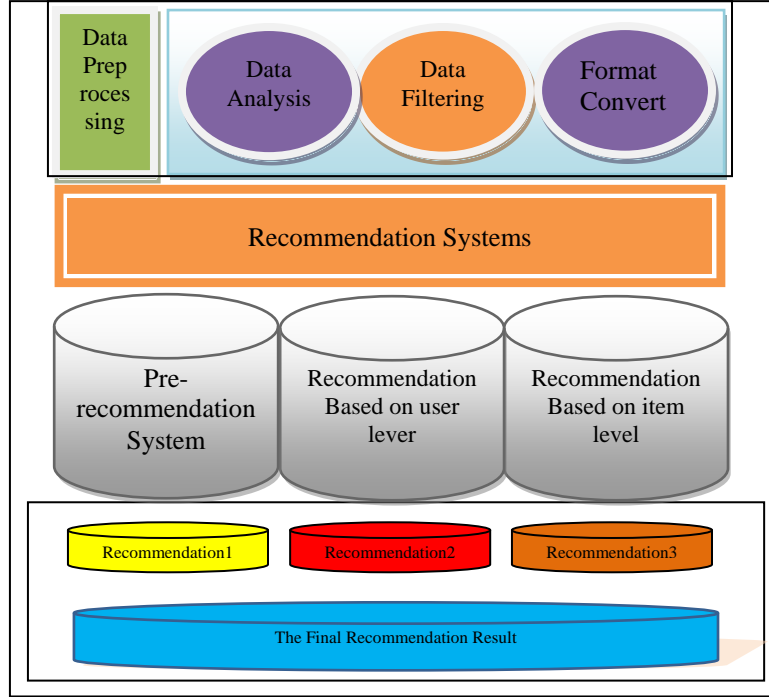 Data
Prep
roces
sing
Data
Analysis
Data
Filtering
Format
Convert
Recommendation Systems
Pre-
recommendation
System
Recommendation
Based on user
lever
Recommendation
Based on item
level
Recommendation1
Recommendation2
Recommendation3
The Final Recommendation Result